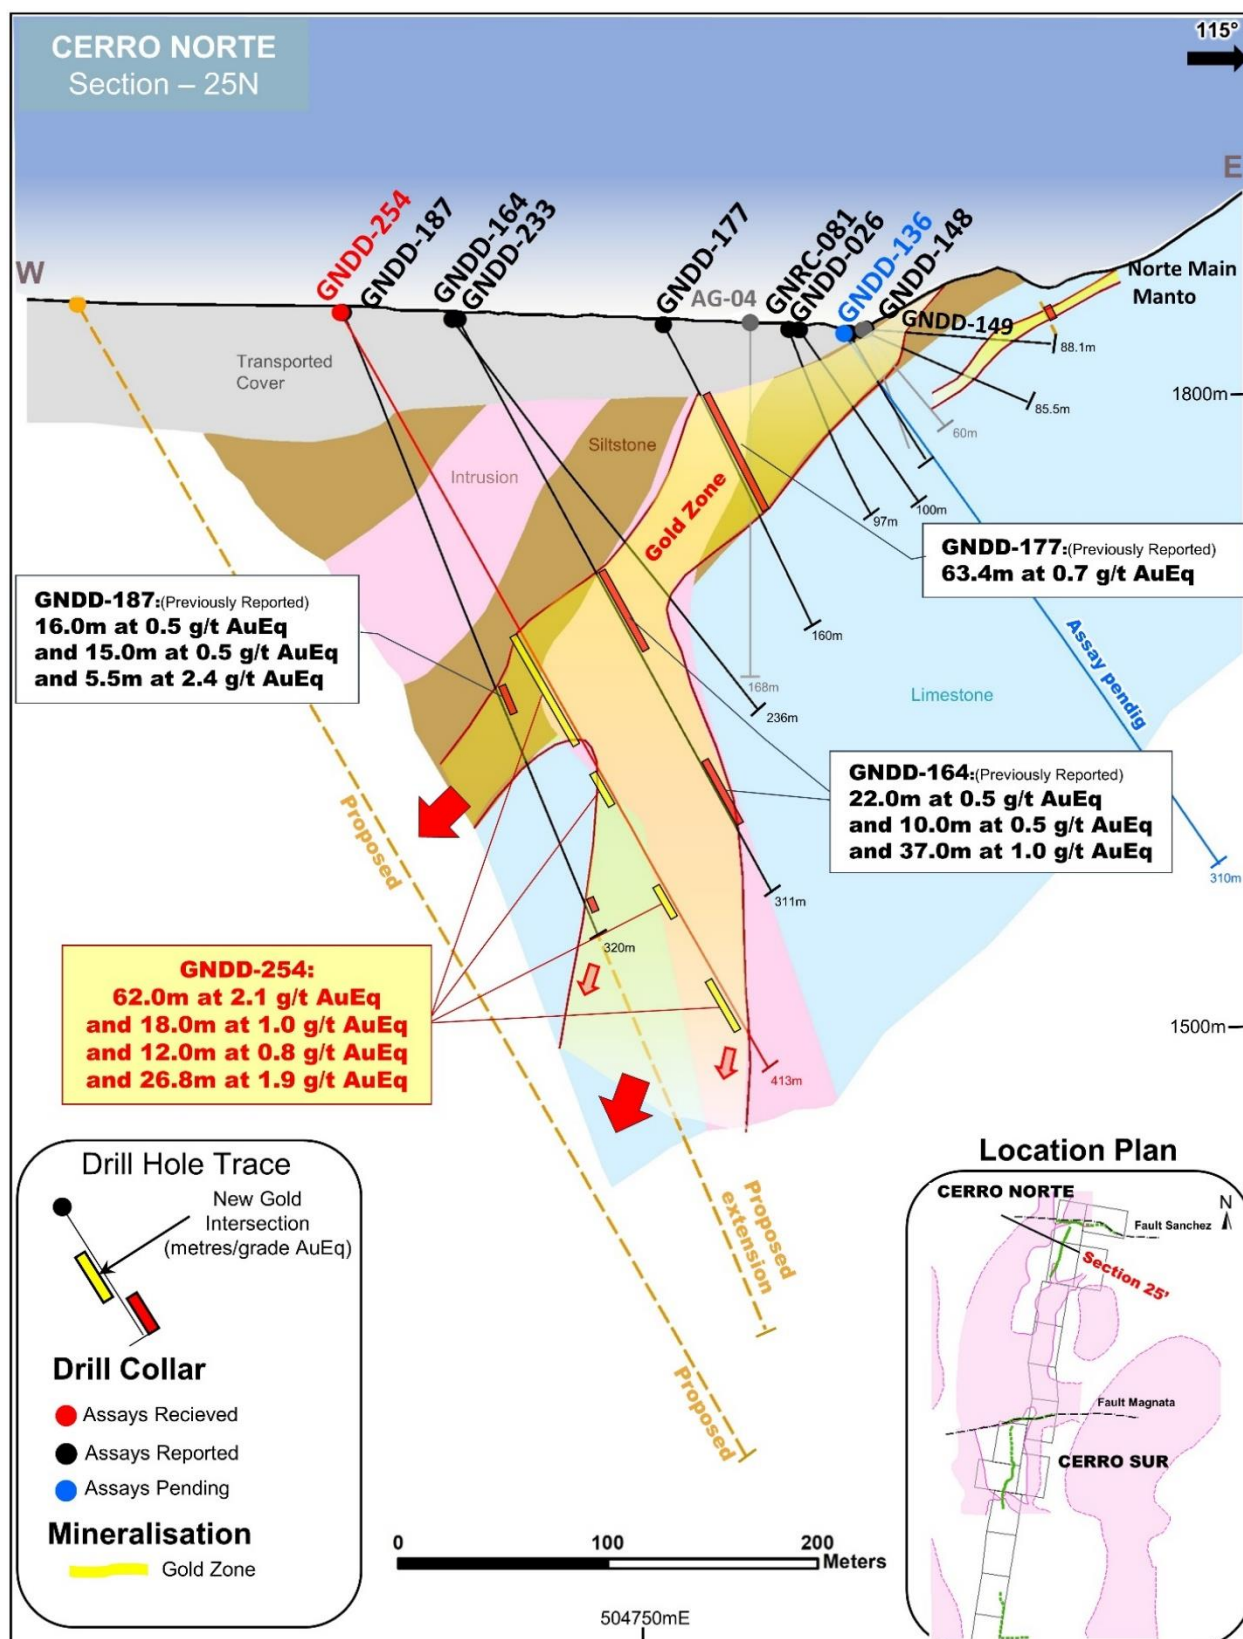 CERRO NORTE
Section – 25N
115°
E
W
GNDD-254
GNDD-187
GNDD-164
GNDD-233
GNDD-177
AG-04
GNRC-081
GNDD-026
GNDD-136
GNDD-148
GNDD-149
Norte Main
Manto
88.1m
85.5m
60m
1800m
Transported
Cover
Intrusion
Siltstone
Gold Zone
97m
100m
GNDD-177:(Previously Reported)
63.4m at 0.7 g/t AuEq
GNDD-187:(Previously Reported)
16.0m at 0.5 g/t AuEq
and 15.0m at 0.5 g/t AuEq
and 5.5m at 2.4 g/t AuEq
160m
168m
236m
Limestone
Assay pendig
GNDD-164:(Previously Reported)
22.0m at 0.5 g/t AuEq
and 10.0m at 0.5 g/t AuEq
and 37.0m at 1.0 g/t AuEq
310m
311m
320m
Proposed
GNDD-254:
62.0m at 2.1 g/t AuEq
and 18.0m at 1.0 g/t AuEq
and 12.0m at 0.8 g/t AuEq
and 26.8m at 1.9 g/t AuEq
413m
1500m
Proposed
extension
Proposed
Drill Hole Trace
New Gold
Intersection
(metres/grade AuEq)
Drill Collar
Assays Recieved
Assays Reported
Assays Pending
Mineralisation
Gold Zone
0
100
200
Meters
504750mE
Location Plan
CERRO NORTE
N
Fault Sanchez
Section 25'
Fault Magnata
CERRO SUR